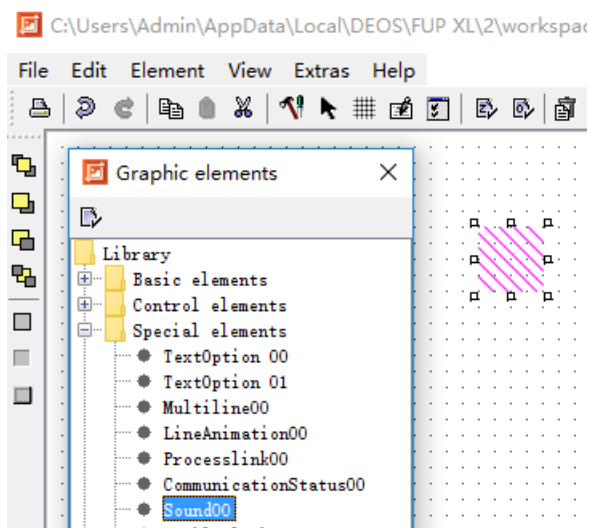 C:\Users\Admin\AppData\Local\DEOS\FUP XL\2\workspac
File Edit Element View Extras Help
Graphic elements
Library
Basic elements
Control elements
Special elements
TextOption 00
TextOption 01
Multiline00
LineAnimation00
Processlink00
CommunicationStatus00
Sound00